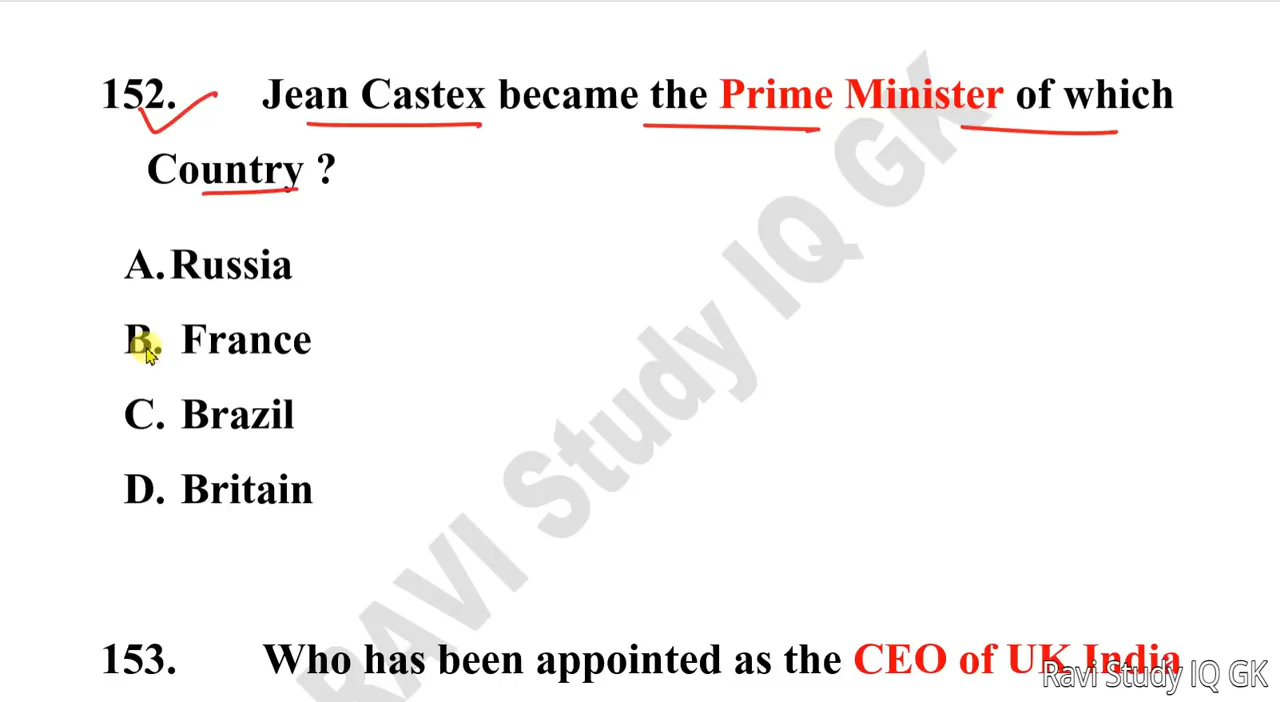 152. Jean Castex became the Prime Minister of which
Country ?
A. Russia
B. France
C. Brazil
D. Britain
RAVI Study IQ GK
153. Who has been appointed as the CEO of UK India
Ravi Study IQ GK